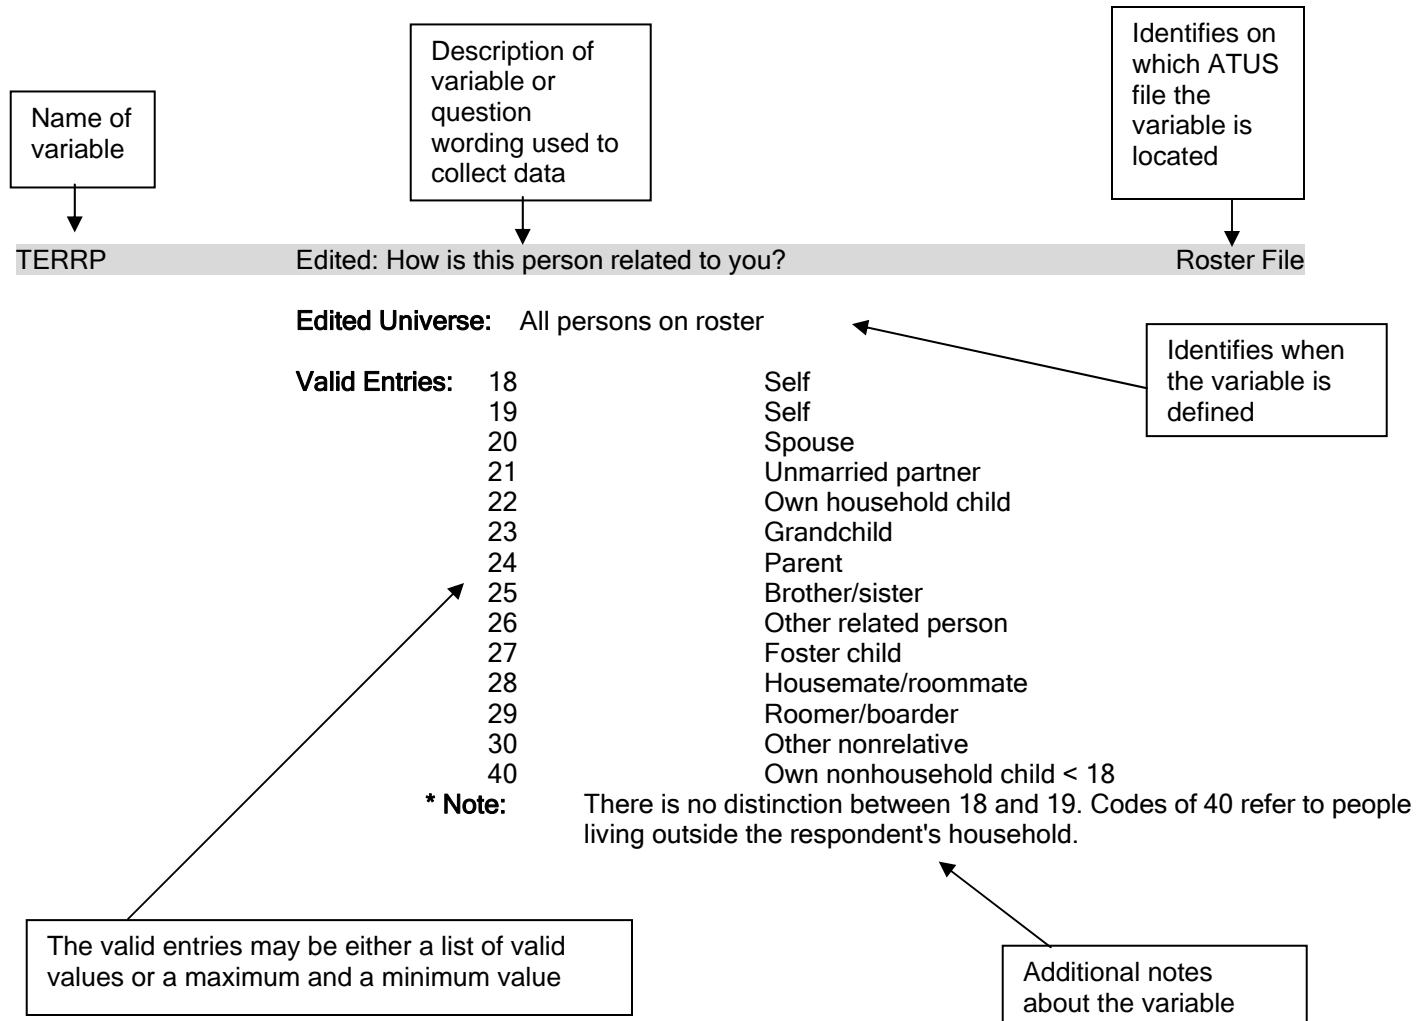 Name of
variable
Description of
variable or
question
wording used to
collect data
Identifies on
which ATUS
file the
variable is
located
TERRP Edited: How is this person related to you? Roster File
Edited Universe: All persons on roster
Identifies when
the variable is
defined
Valid Entries: 18 Self
19 Self
20 Spouse
21 Unmarried partner
22 Own household child
23 Grandchild
24 Parent
25 Brother/sister
26 Other related person
27 Foster child
28 Housemate/roommate
29 Roomer/boarder
30 Other nonrelative
40 Own nonhousehold child < 18
* Note: There is no distinction between 18 and 19. Codes of 40 refer to people
living outside the respondent's household.
The valid entries may be either a list of valid
values or a maximum and a minimum value
Additional notes
about the variable